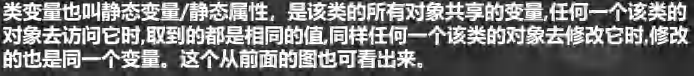 类变量也叫静态变量/静态属性，是该类的所有对象共享的变量,任何一个该类的
对象去访问它时,取到的都是相同的值,同样任何一个该类的对象去修改它时,修改
的也是同一个变量。这个从前面的图也可看出来。